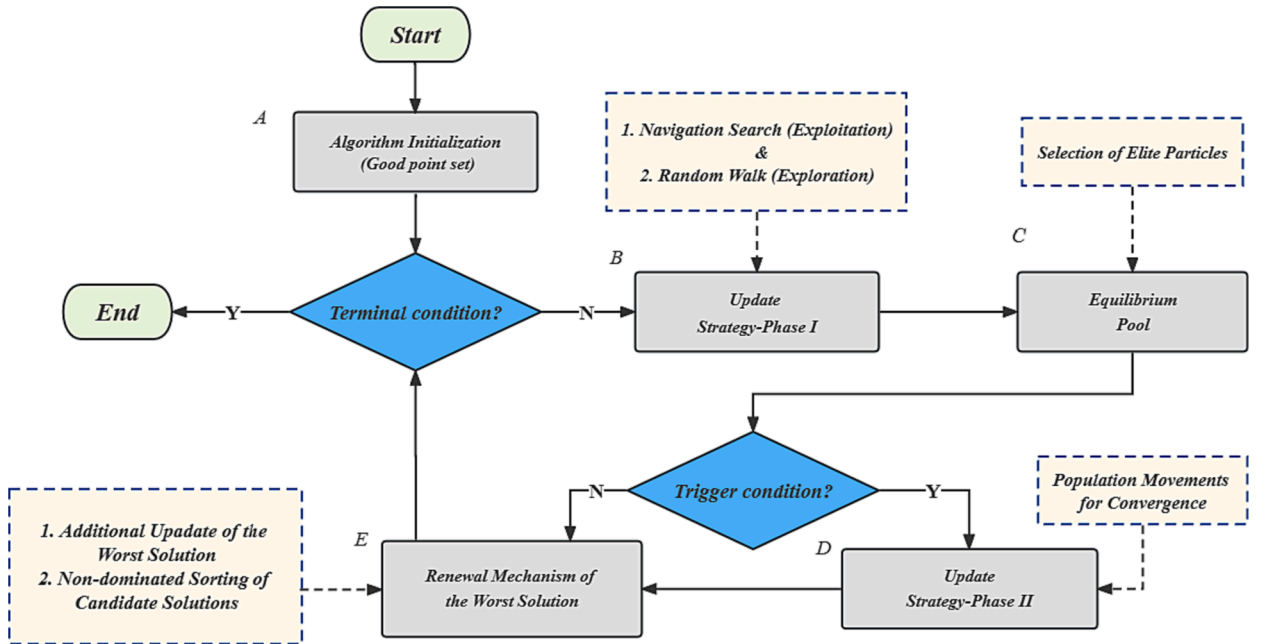 Start
A
Algorithm Initialization
(Good point set)
1. Navigation Search (Exploitation)
&
2. Random Walk (Exploration)
Selection of Elite Particles
B
C
End
Y
Terminal condition?
N
Update
Strategy-Phase I
Equilibrium
Pool
N
Trigger condition?
Y
Population Movements
for Convergence
1. Additional Upadate of the
Worst Solution
2. Non-dominated Sorting of
Candidate Solutions
E
Renewal Mechanism of
the Worst Solution
D
Update
Strategy-Phase II